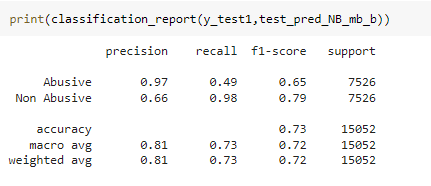 print(classification_report(y_test1,test_pred_NB_mb_b))
precision recall f1-score support
Abusive 0.97 0.49 0.65 7526
Non Abusive 0.66 0.98 0.79 7526
accuracy 0.73 15052
macro avg 0.81 0.73 0.72 15052
weighted avg 0.81 0.73 0.72 15052